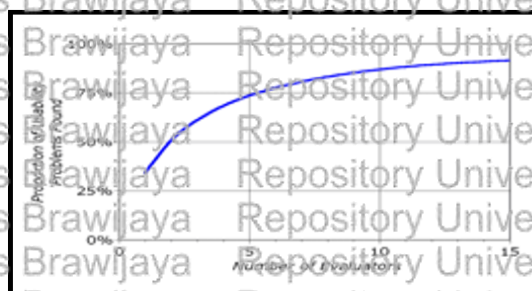 s Brawijaya Repository Unive
100%
s Brawijaya Repository Unive
75%
s Brawijaya Repository Unive
Proportion of Usability
Problems Found
50%
s Brawijaya Repository Unive
25%
s Brawijaya Repository Unive
0%
0 5 10 15
s Brawijaya Repository Unive
Number of Evaluators